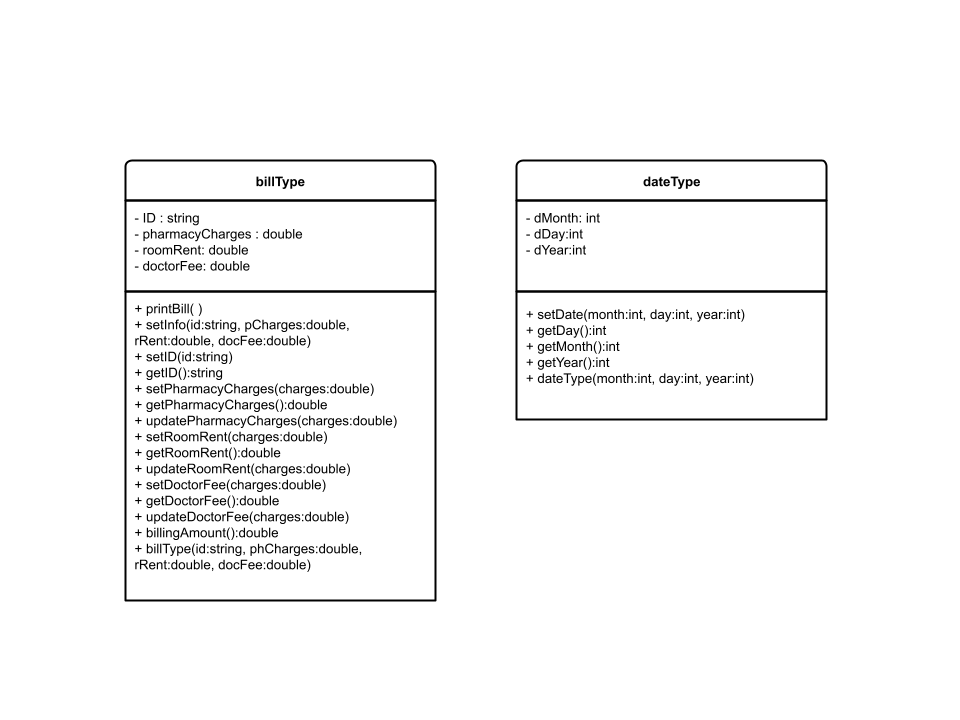 billType
- ID : string
- pharmacyCharges : double
- roomRent: double
- doctorFee: double
+ printBill( )
+ setInfo(id:string, pCharges:double,
rRent:double, docFee:double)
+ setID(id:string)
+ getID():string
+ setPharmacyCharges(charges:double)
+ getPharmacyCharges():double
+ updatePharmacyCharges(charges:double)
+ setRoomRent(charges:double)
+ getRoomRent():double
+ updateRoomRent(charges:double)
+ setDoctorFee(charges:double)
+ getDoctorFee():double
+ updateDoctorFee(charges:double)
+ billingAmount():double
+ billType(id:string, phCharges:double,
rRent:double, docFee:double)
dateType
- dMonth: int
- dDay:int
- dYear:int
+ setDate(month:int, day:int, year:int)
+ getDay():int
+ getMonth():int
+ getYear():int
+ dateType(month:int, day:int, year:int)